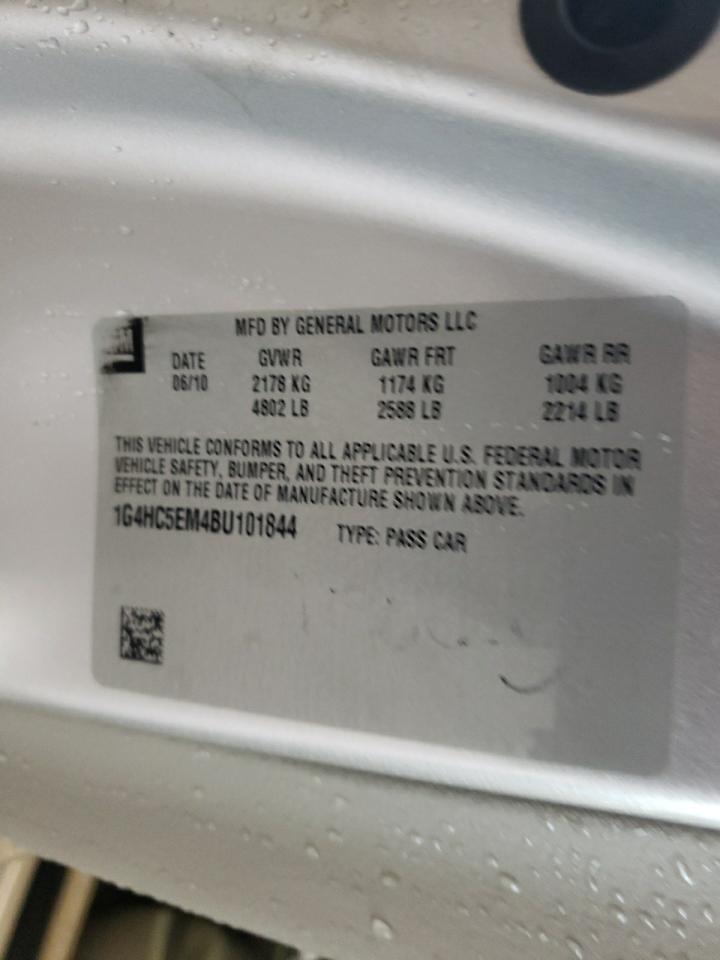 GM
MFD BY GENERAL MOTORS LLC
DATE GVWR GAWR FRT GAWR RR
06/10 2178 KG 1174 KG 1004 KG
4802 LB 2588 LB 2214 LB
THIS VEHICLE CONFORMS TO ALL APPLICABLE U.S. FEDERAL MOTOR
VEHICLE SAFETY, BUMPER, AND THEFT PREVENTION STANDARDS IN
EFFECT ON THE DATE OF MANUFACTURE SHOWN ABOVE.
1G4HC5EM4BU101844 TYPE: PASS CAR